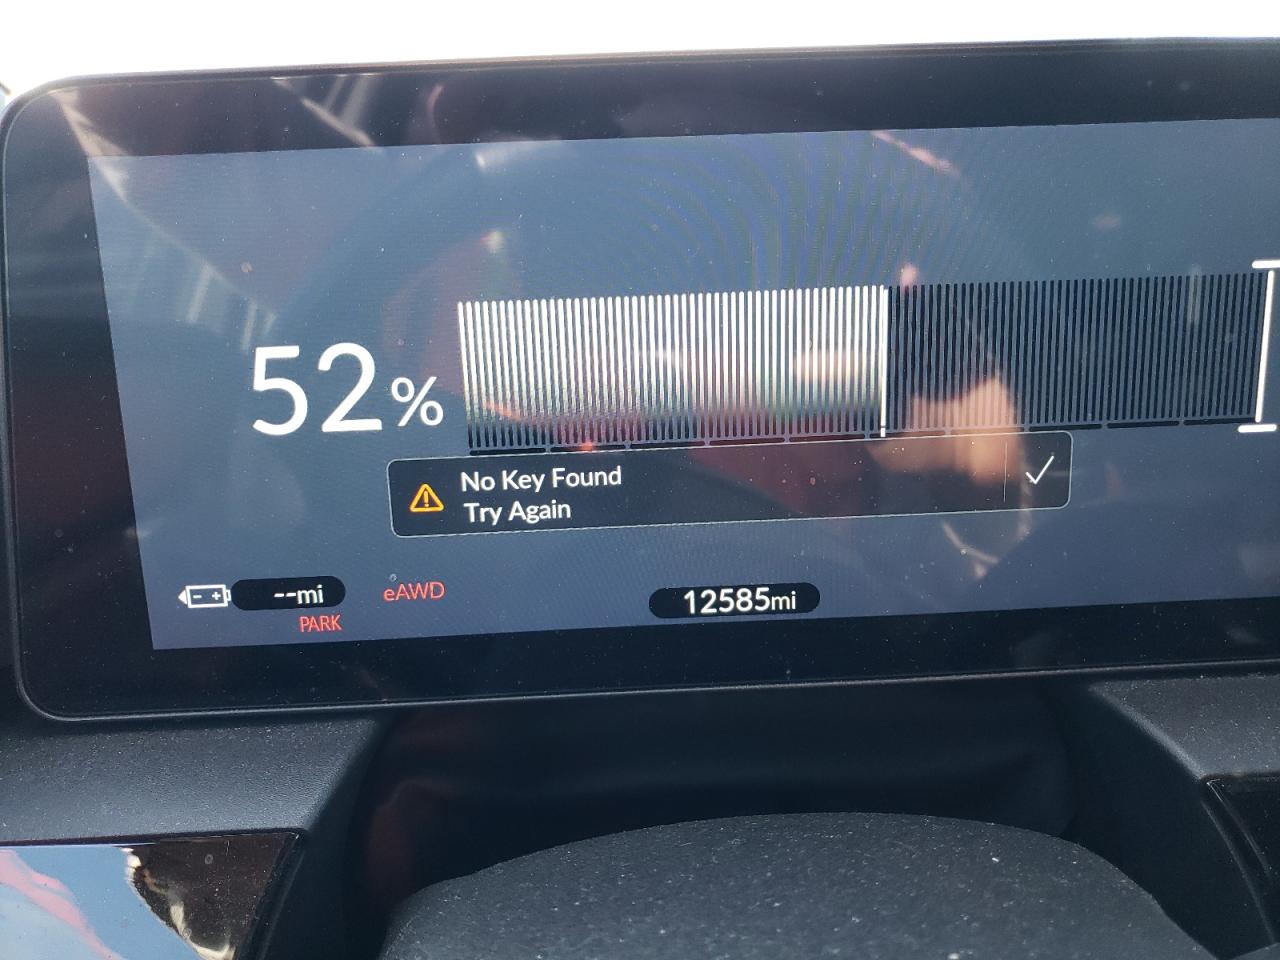 52%
No Key Found
Try Again
--mi
eAWD
PARK
12585mi